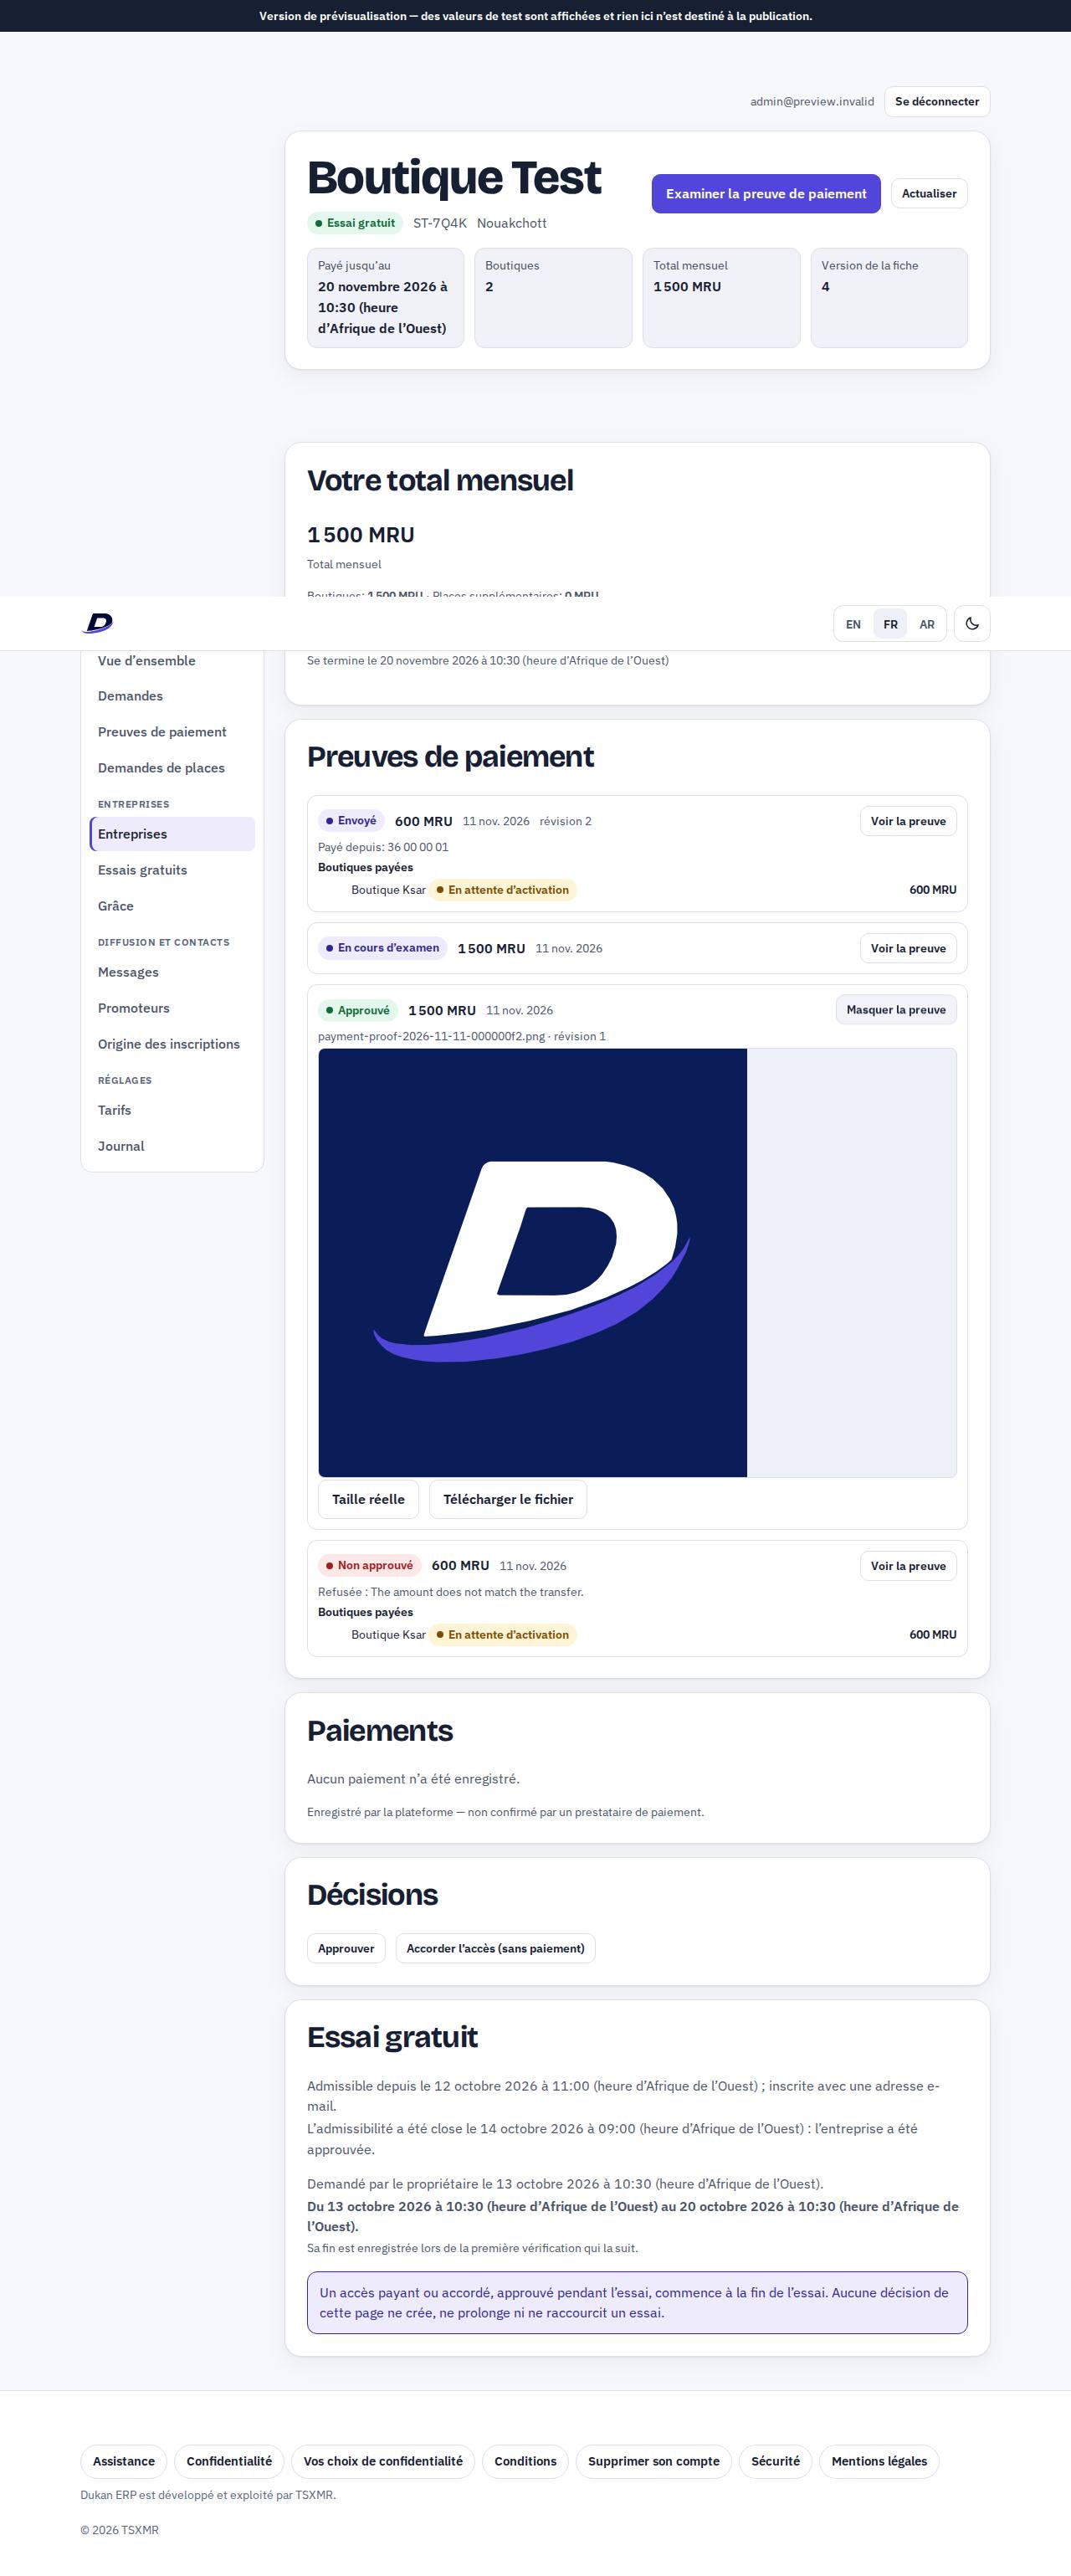 Version de prévisualisation — des valeurs de test sont affichées et rien ici n’est destiné à la publication.
admin@preview.invalid
Se déconnecter
Boutique Test
Examiner la preuve de paiement
Actualiser
Essai gratuit ST-7Q4K Nouakchott
Payé jusqu’au
20 novembre 2026 à
10:30 (heure
d’Afrique de l’Ouest)
Boutiques
2
Total mensuel
1 500 MRU
Version de la fiche
4
Votre total mensuel
1 500 MRU
Total mensuel
Boutiques: 1 500 MRU · Places supplémentaires: 0 MRU
D
EN FR AR
Se termine le 20 novembre 2026 à 10:30 (heure d’Afrique de l’Ouest)
Vue d’ensemble
Demandes
Preuves de paiement
Demandes de places
ENTREPRISES
Entreprises
Essais gratuits
Grâce
DIFFUSION ET CONTACTS
Messages
Promoteurs
Origine des inscriptions
RÉGLAGES
Tarifs
Journal
Preuves de paiement
Envoyé 600 MRU 11 nov. 2026 révision 2 Voir la preuve
Payé depuis: 36 00 00 01
Boutiques payées
Boutique Ksar En attente d’activation 600 MRU
En cours d’examen 1 500 MRU 11 nov. 2026 Voir la preuve
Approuvé 1 500 MRU 11 nov. 2026 Masquer la preuve
payment-proof-2026-11-11-000000f2.png · révision 1
D
Taille réelle Télécharger le fichier
Non approuvé 600 MRU 11 nov. 2026 Voir la preuve
Refusée : The amount does not match the transfer.
Boutiques payées
Boutique Ksar En attente d’activation 600 MRU
Paiements
Aucun paiement n’a été enregistré.
Enregistré par la plateforme — non confirmé par un prestataire de paiement.
Décisions
Approuver Accorder l’accès (sans paiement)
Essai gratuit
Admissible depuis le 12 octobre 2026 à 11:00 (heure d’Afrique de l’Ouest) ; inscrite avec une adresse e-
mail.
L’admissibilité a été close le 14 octobre 2026 à 09:00 (heure d’Afrique de l’Ouest) : l’entreprise a été
approuvée.
Demandé par le propriétaire le 13 octobre 2026 à 10:30 (heure d’Afrique de l’Ouest).
Du 13 octobre 2026 à 10:30 (heure d’Afrique de l’Ouest) au 20 octobre 2026 à 10:30 (heure d’Afrique de
l’Ouest).
Sa fin est enregistrée lors de la première vérification qui la suit.
Un accès payant ou accordé, approuvé pendant l’essai, commence à la fin de l’essai. Aucune décision de
cette page ne crée, ne prolonge ni ne raccourcit un essai.
Assistance Confidentialité Vos choix de confidentialité Conditions Supprimer son compte Sécurité Mentions légales
Dukan ERP est développé et exploité par TSXMR.
© 2026 TSXMR